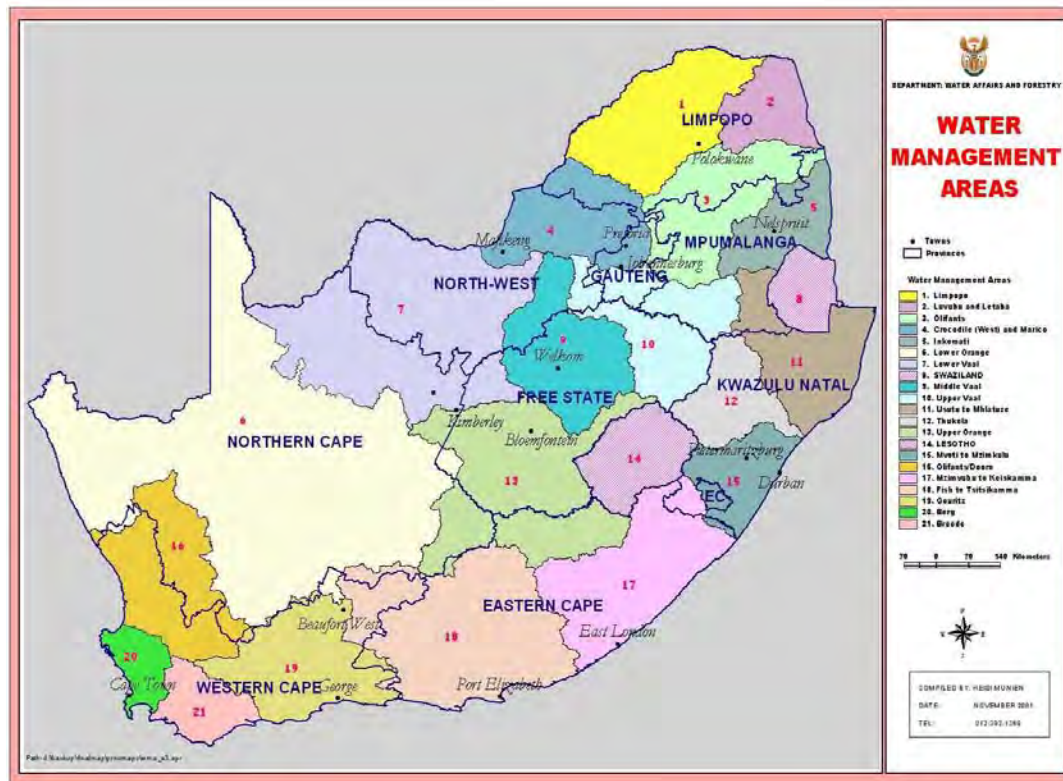 DEPARTMENT: WATER AFFAIRS AND FORESTRY
WATER
MANAGEMENT
AREAS
Towns
Provinces
Water Management Areas
1. Limpopo
2. Luvubu and Letaba
3. Olifants
4. Crocodile (West) and Marico
5. Inkomati
6. Lower Orange
7. Lower Vaal
8. SWAZILAND
9. Middle Vaal
10. Upper Vaal
11. Usutu to Mhlatuze
12. Thukela
13. Upper Orange
14. LESOTHO
15. Mvoti to Mzimkulu
16. Olifants/Doorn
17. Mzimvubu to Keiskamma
18. Fish to Tsitsikamma
19. Gouritz
20. Berg
21. Breede
70 0 70 140 Kilometers
COMPILED BY: HEIDI MUNIEN
DATE: NOVEMBER 2001
TEL:
1
2
LIMPOPO
Polokwane
3
5
Nelspruit
4
Pretoria
MPUMALANGA
Mafikeng
Johannesburg
GAUTENG
NORTH-WEST
8
7
9
10
Welkom
11
KWAZULU NATAL
FREE STATE
12
6
Kimberley
NORTHERN CAPE
Bloemfontein
Pietermaritzburg
14
13
15
Durban
EC
16
17
EASTERN CAPE
Beaufort West
East London
18
20
19
Cape Town
WESTERN CAPE
George
Port Elizabeth
21